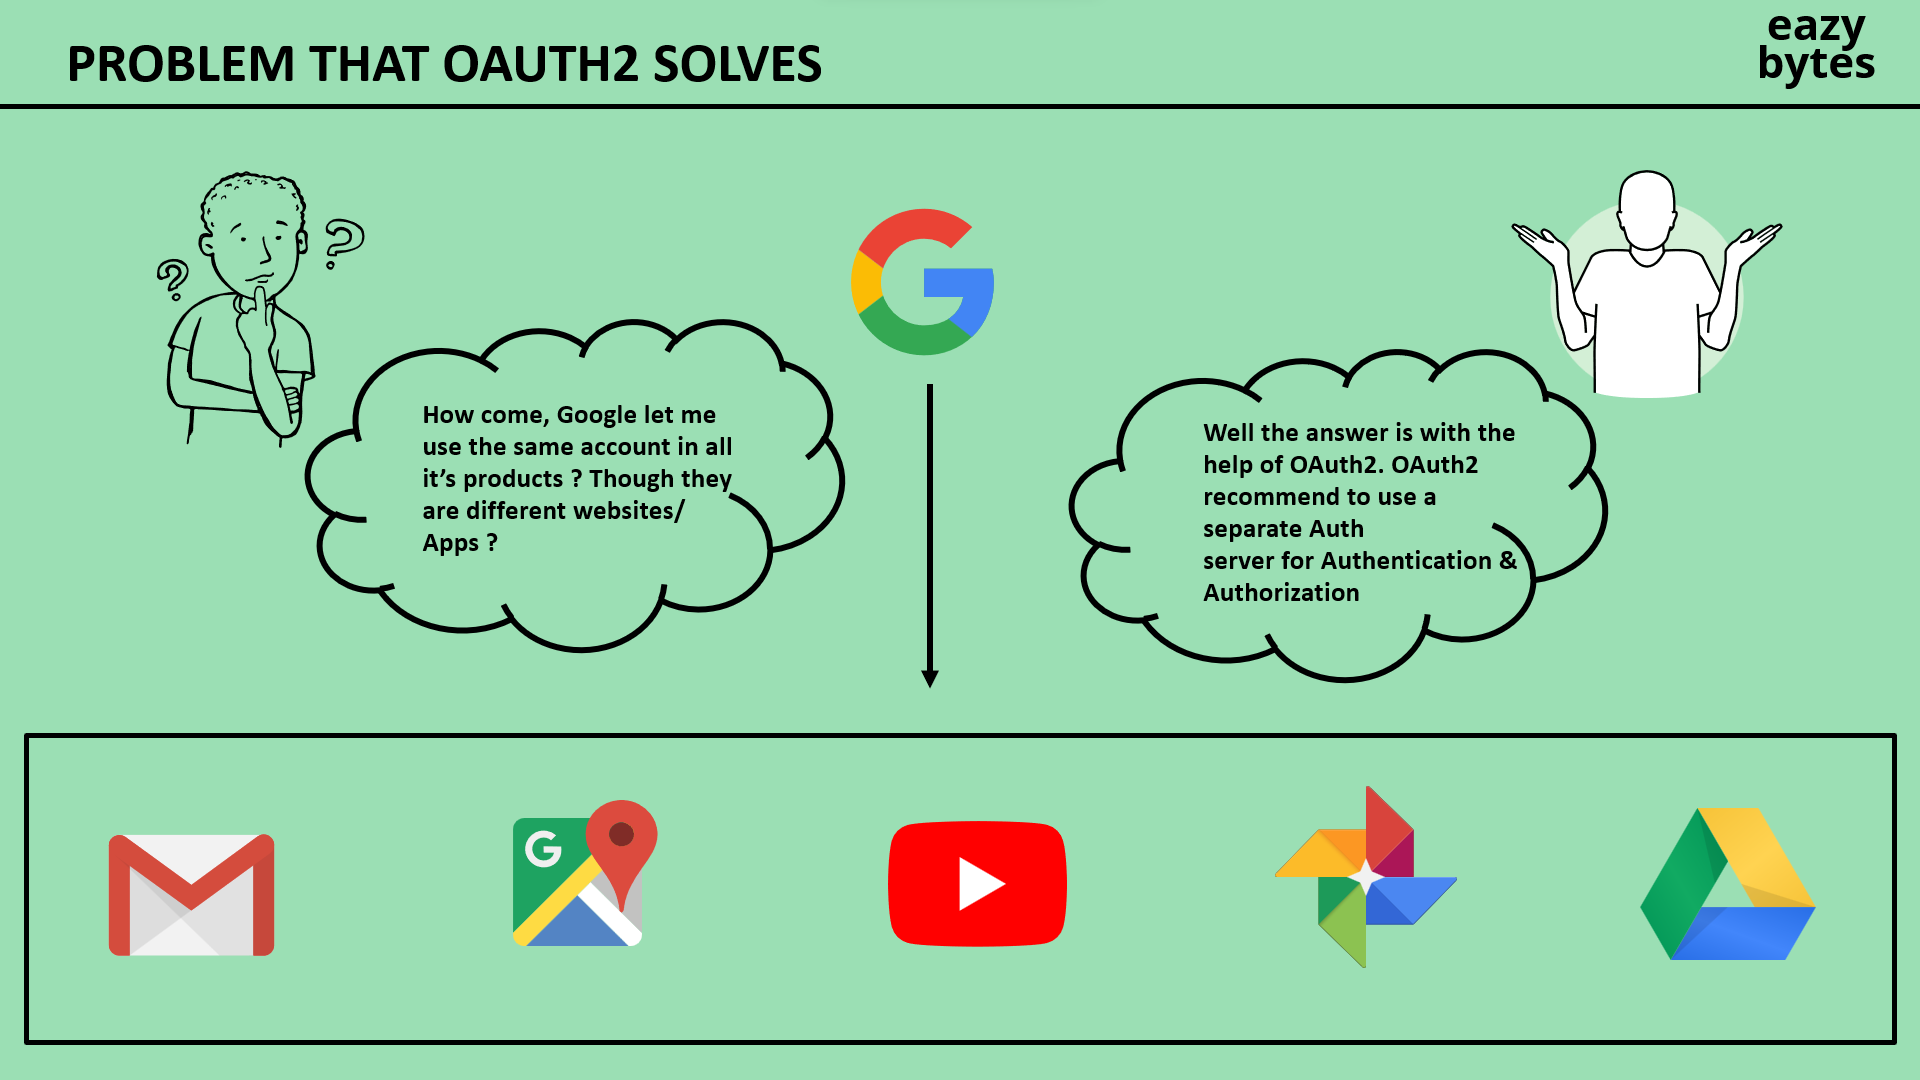 PROBLEM THAT OAUTH2 SOLVES
eazy
bytes
?
?
How come, Google let me
use the same account in all
it’s products ? Though they
are different websites/
Apps ?
Well the answer is with the
help of OAuth2. OAuth2
recommend to use a
separate Auth
server for Authentication &
Authorization
G